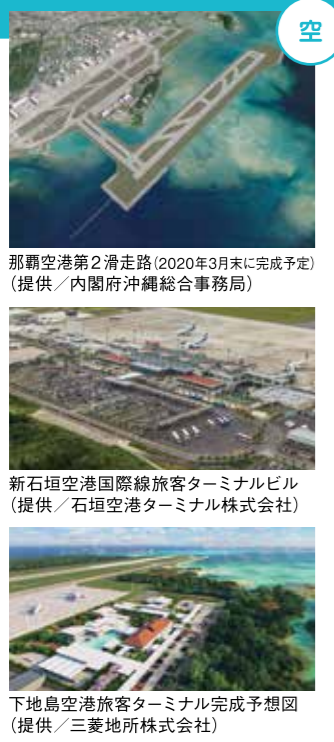 空
那覇空港第2滑走路(2020年3月末に完成予定)
(提供／内閣府沖縄総合事務局)
新石垣空港国際線旅客ターミナルビル
(提供／石垣空港ターミナル株式会社)
下地島空港旅客ターミナル完成予想図
(提供／三菱地所株式会社)